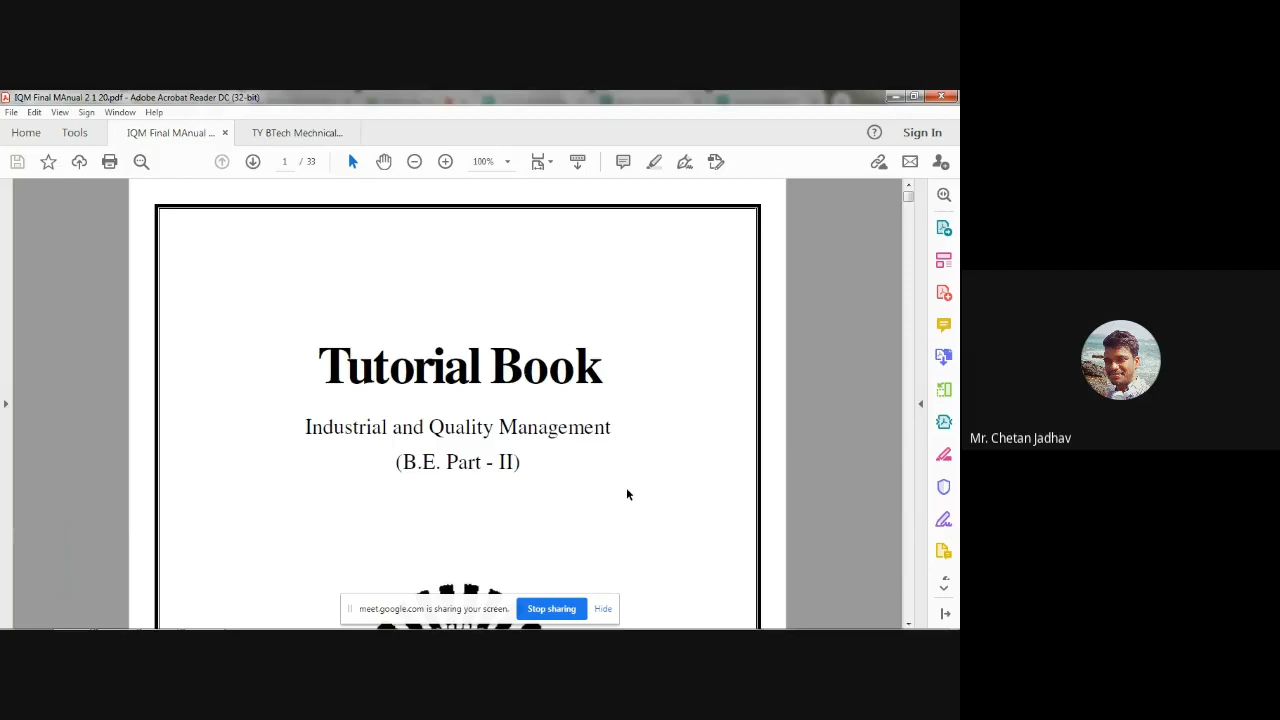 IQM Final MAnual 2 1 20.pdf - Adobe Acrobat Reader DC (32-bit)
File Edit View Sign Window Help
Home Tools IQM Final MAnual ... × TY BTech Mechnical... Sign In
1 / 33 100%
Tutorial Book
Industrial and Quality Management
(B.E. Part - II)
meet.google.com is sharing your screen. Stop sharing Hide
Mr. Chetan Jadhav